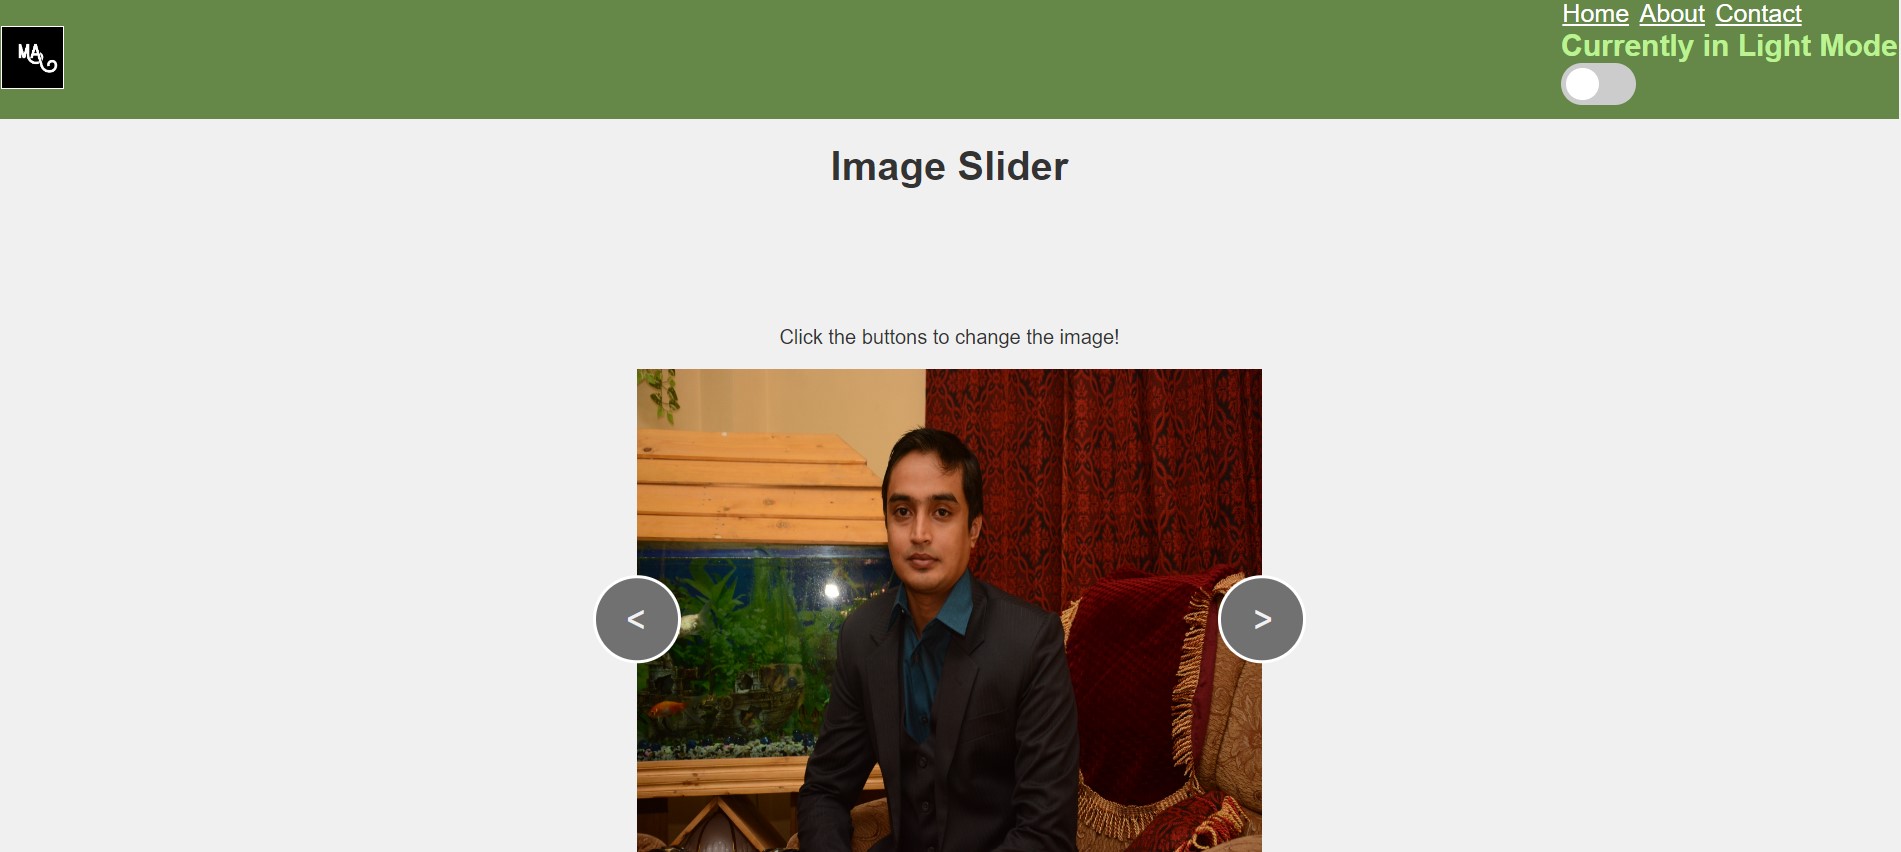 MA
Home About Contact
Currently in Light Mode
Image Slider
Click the buttons to change the image!
< >